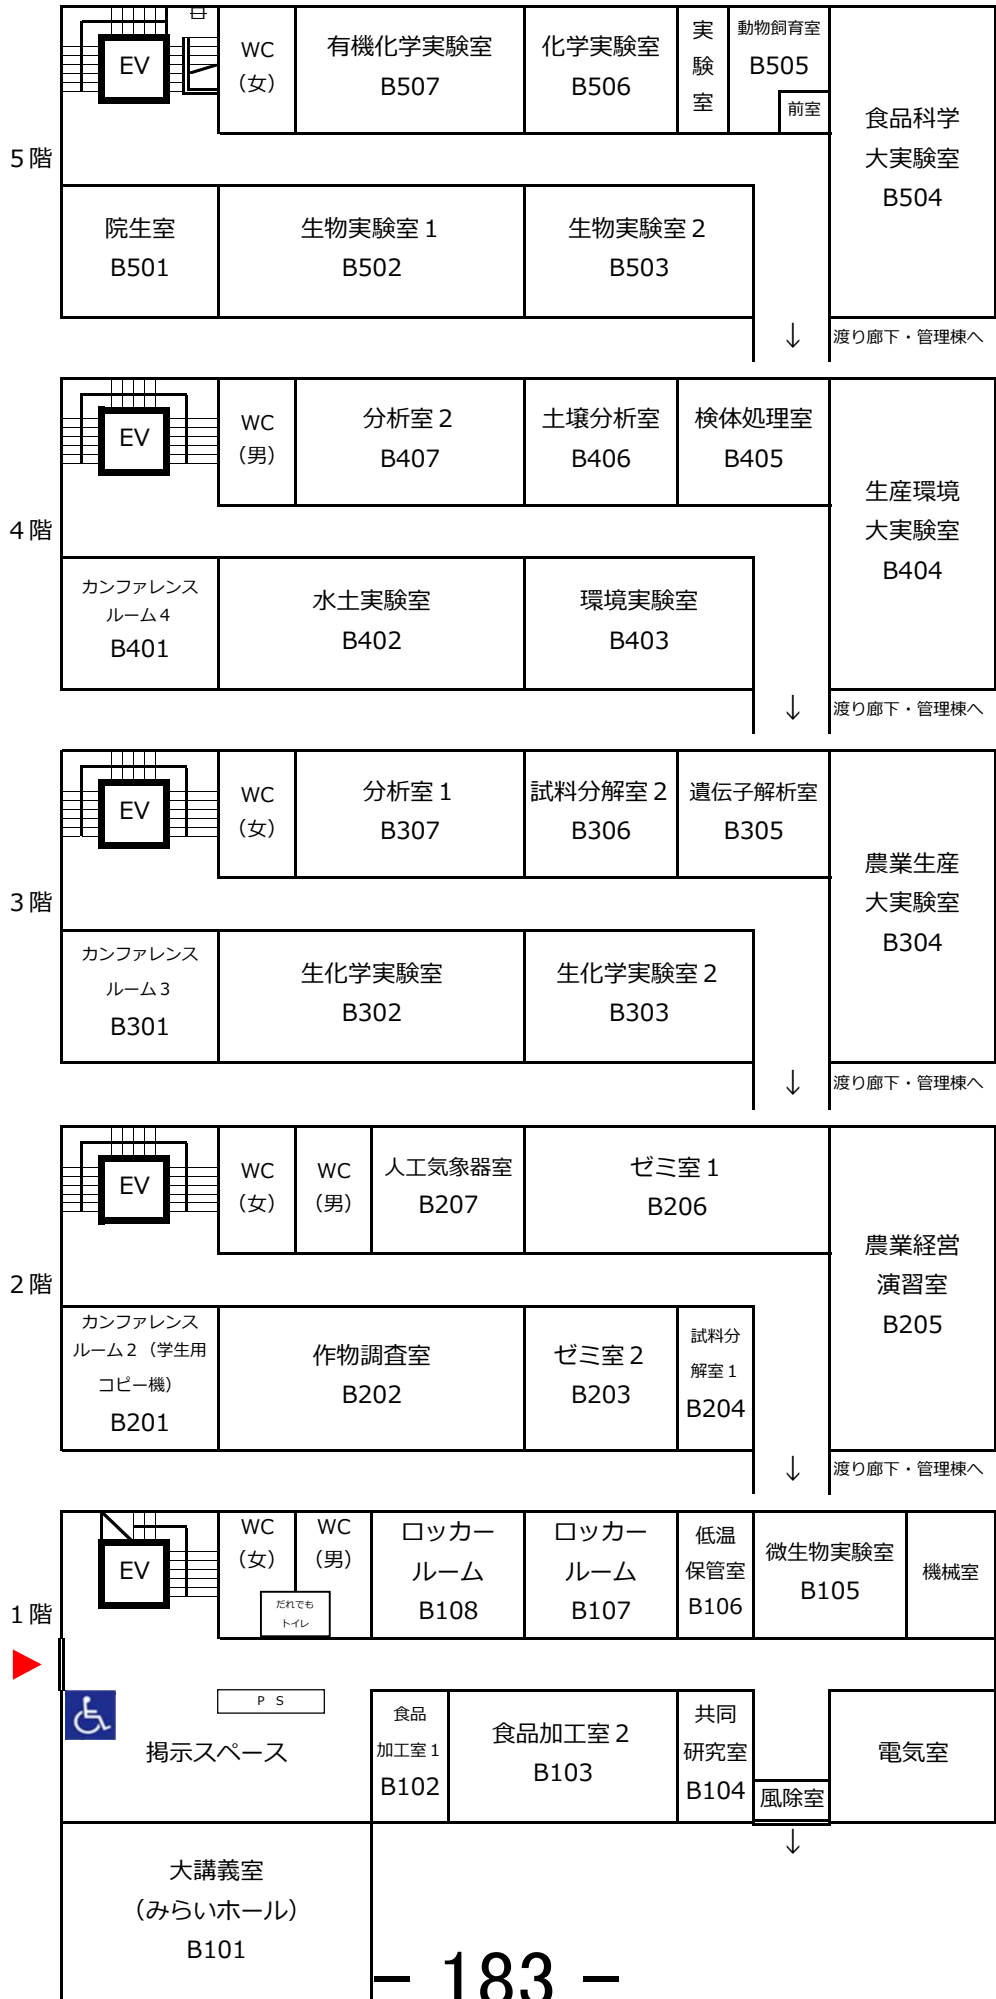 5階
EV
WC
（女）
有機化学実験室
B507
化学実験室
B506
実
験
室
動物飼育室
B505
前室
食品科学
大実験室
B504
院生室
B501
生物実験室１
B502
生物実験室２
B503
↓
渡り廊下・管理棟へ
4階
EV
WC
（男）
分析室２
B407
土壌分析室
B406
検体処理室
B405
生産環境
大実験室
B404
カンファレンス
ルーム４
B401
水土実験室
B402
環境実験室
B403
↓
渡り廊下・管理棟へ
3階
EV
WC
（女）
分析室１
B307
試料分解室２
B306
遺伝子解析室
B305
農業生産
大実験室
B304
カンファレンス
ルーム３
B301
生化学実験室
B302
生化学実験室２
B303
↓
渡り廊下・管理棟へ
2階
EV
WC
（女）
WC
（男）
人工気象器室
B207
ゼミ室１
B206
農業経営
演習室
B205
カンファレンス
ルーム２（学生用
コピー機）
B201
作物調査室
B202
ゼミ室２
B203
試料分
解室１
B204
↓
渡り廊下・管理棟へ
1階
EV
WC
（女）
WC
（男）
だれでも
トイレ
ロッカー
ルーム
B108
ロッカー
ルーム
B107
低温
保管室
B106
微生物実験室
B105
機械室
ＰＳ
掲示スペース
食品
加工室１
B102
食品加工室２
B103
共同
研究室
B104
風除室
↓
電気室
大講義室
（みらいホール）
B101
－ 183 －